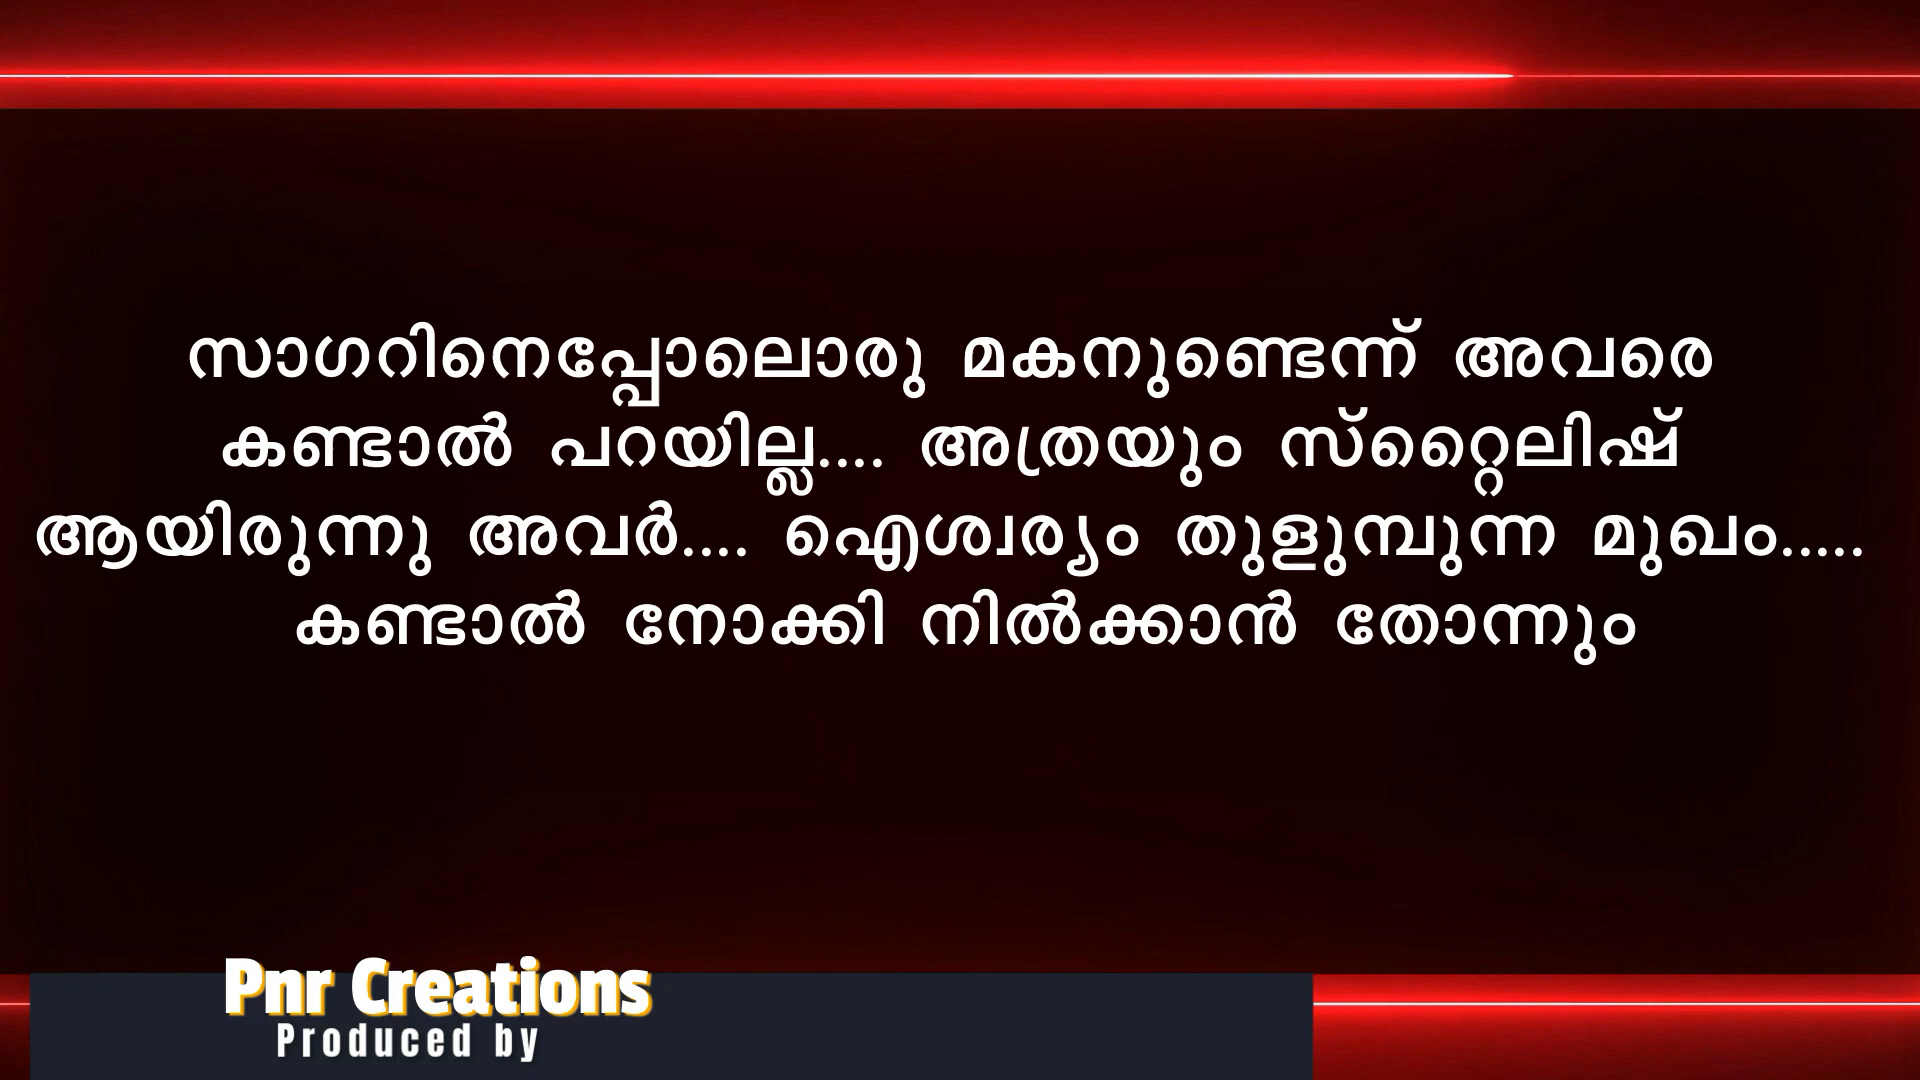 സാഗറിനെപ്പോലൊരു മകനുണ്ടെന്ന് അവരെ
കണ്ടാൽ പറയില്ല.... അത്രയും സ്റ്റൈലിഷ്
ആയിരുന്നു അവർ.... ഐശ്വര്യം തുളുമ്പുന്ന മുഖം.....
കണ്ടാൽ നോക്കി നിൽക്കാൻ തോന്നും
Pnr Creations
Produced by